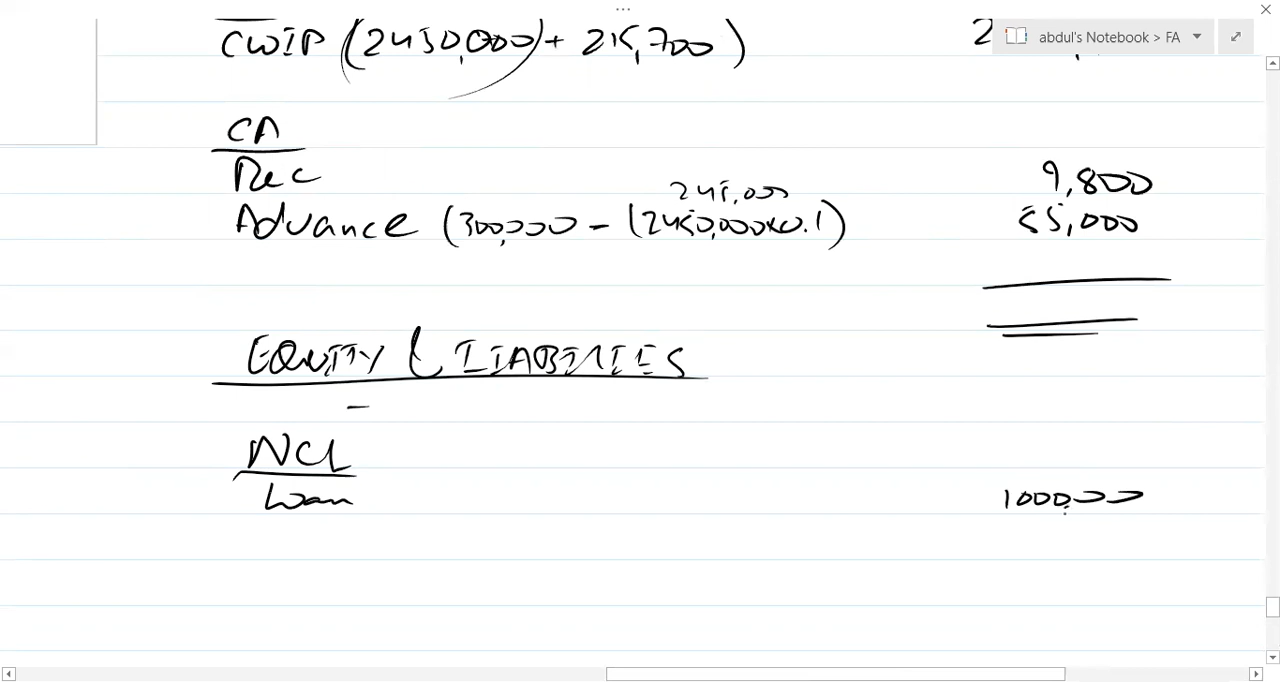 CWIP (2450,000) + 215,700)
abdul's Notebook > FA
CA
Rec 9,800
245,000
Advance (300,000 - (2450,000x0.1) 55,000
EQUITY & LIABILITIES
-
NCL
Loan 1000,000